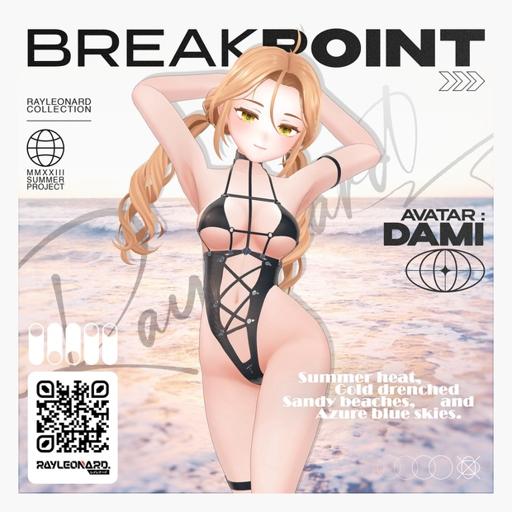 BREAKPOINT
RAYLEONARD
COLLECTION
MMXXIII
SUMMER
PROJECT
AVATAR :
DAMI
Rayleonard
Summer heat,
Gold drenched
Sandy beaches, and
Azure blue skies.
RAYLEONARD.